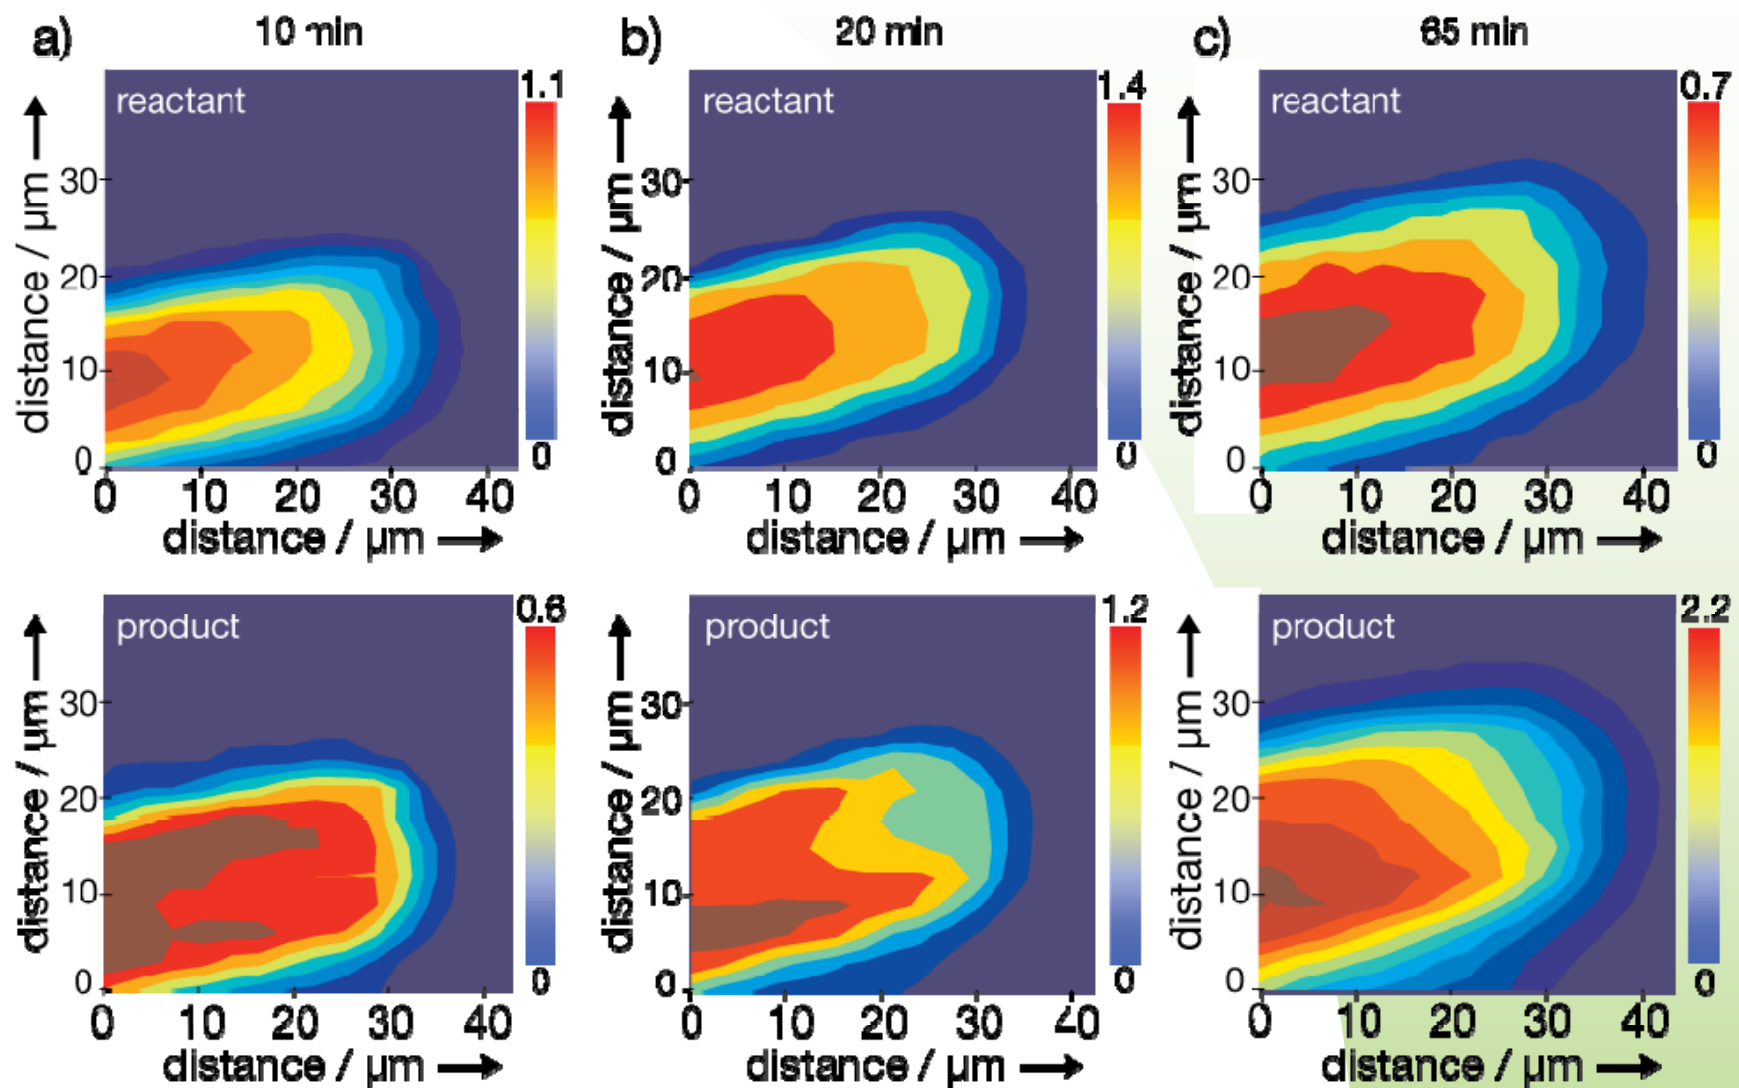 a) 10 min b) 20 min c) 65 min
reactant 1.1 reactant 1.4 reactant 0.7
distance / µm distance / µm distance / µm
30 30 30
20 20 20
10 10 10
0 0 0 0 0 0
0 10 20 30 40 0 10 20 30 40 0 10 20 30 40
distance / µm distance / µm distance / µm
product 0.6 product 1.2 product 2.2
distance / µm distance / µm distance / µm
30 30 30
20 20 20
10 10 10
0 0 0 0 0 0
0 10 20 30 40 0 10 20 30 40 0 10 20 30 40
distance / µm distance / µm distance / µm